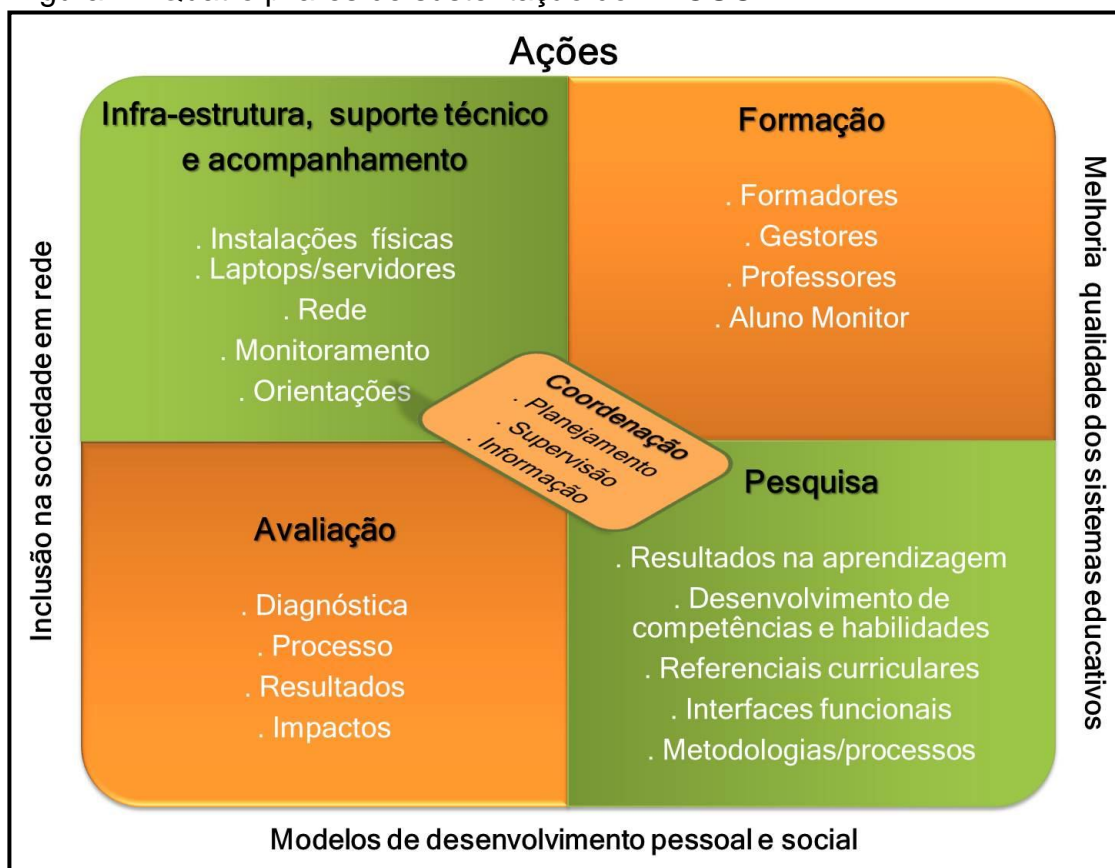 Ações
Infra-estrutura, suporte técnico
e acompanhamento
. Instalações físicas
. Laptops/servidores
. Rede
. Monitoramento
. Orientações
Formação
. Formadores
. Gestores
. Professores
. Aluno Monitor
Coordenação
. Planejamento
. Supervisão
. Informação
Avaliação
. Diagnóstica
. Processo
. Resultados
. Impactos
Pesquisa
. Resultados na aprendizagem
. Desenvolvimento de
competências e habilidades
. Referenciais curriculares
. Interfaces funcionais
. Metodologias/processos
Inclusão na sociedade em rede
Melhoria qualidade dos sistemas educativos
Modelos de desenvolvimento pessoal e social